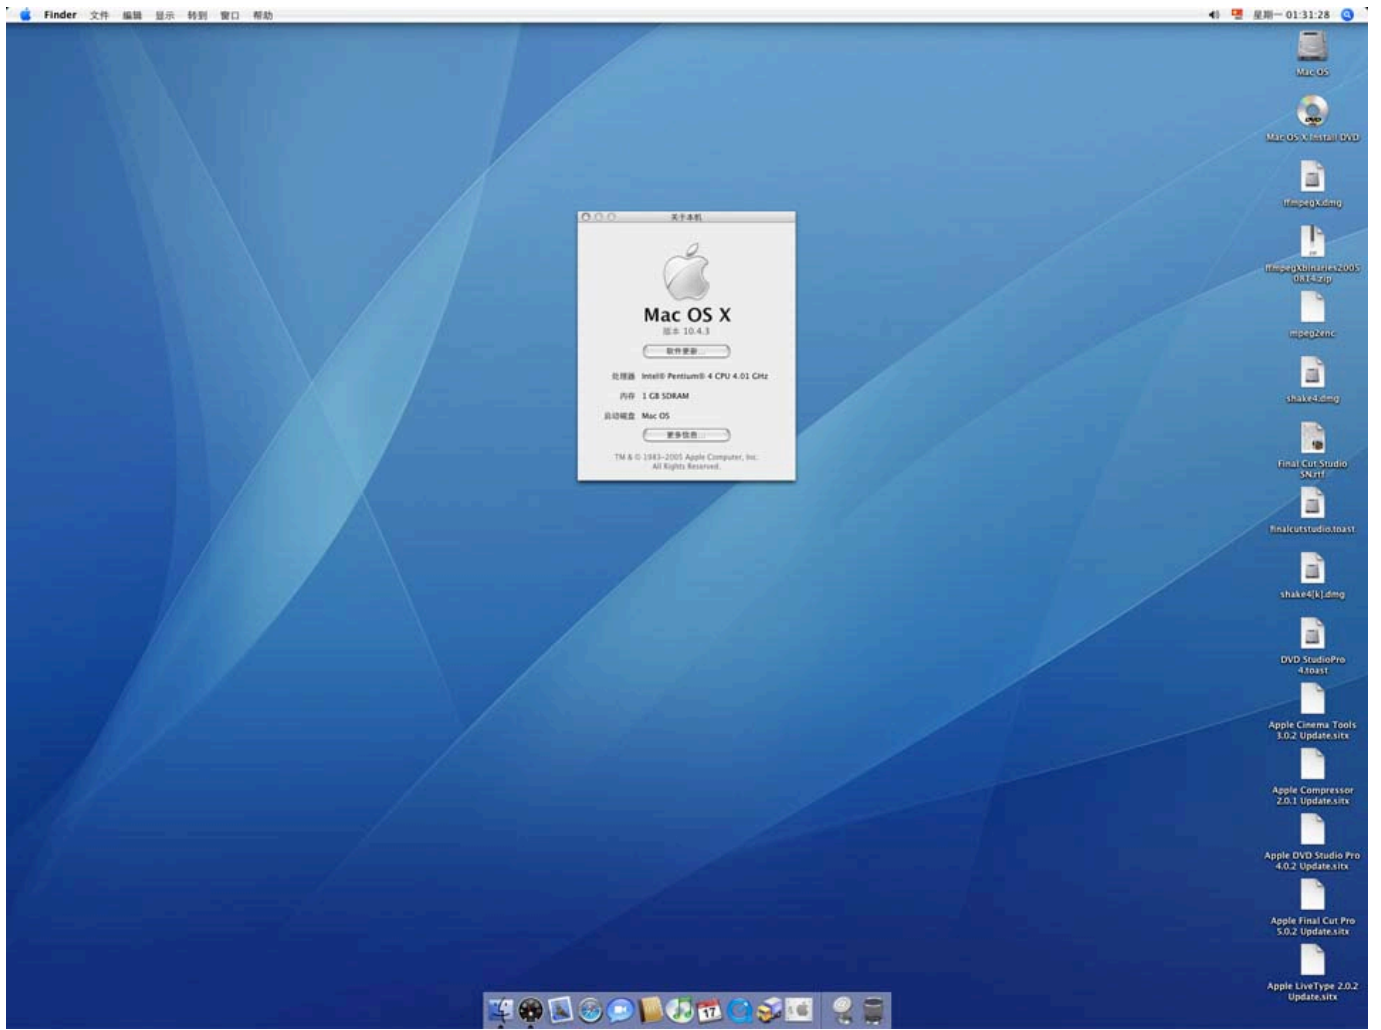 Finder 文件 编辑 显示 转到 窗口 帮助
星期一 01:31:28
Mac OS
DVD
Mac OS X Install DVD
ffmpegX.dmg
ZIP
ffmpegXbinaries2005
0814.zip
mpeg2enc
shake4.dmg
Final Cut Studio
SN.rtf
finalcutstudio.toast
shake4[k].dmg
DVD StudioPro
4.toast
Apple Cinema Tools
3.0.2 Update.sitx
Apple Compressor
2.0.1 Update.sitx
Apple DVD Studio Pro
4.0.2 Update.sitx
Apple Final Cut Pro
5.0.2 Update.sitx
Apple LiveType 2.0.2
Update.sitx
关于本机
Mac OS X
版本 10.4.3
软件更新...
处理器 Intel® Pentium® 4 CPU 4.01 GHz
内存 1 GB SDRAM
启动磁盘 Mac OS
更多信息...
TM & © 1983-2005 Apple Computer, Inc.
All Rights Reserved.
17